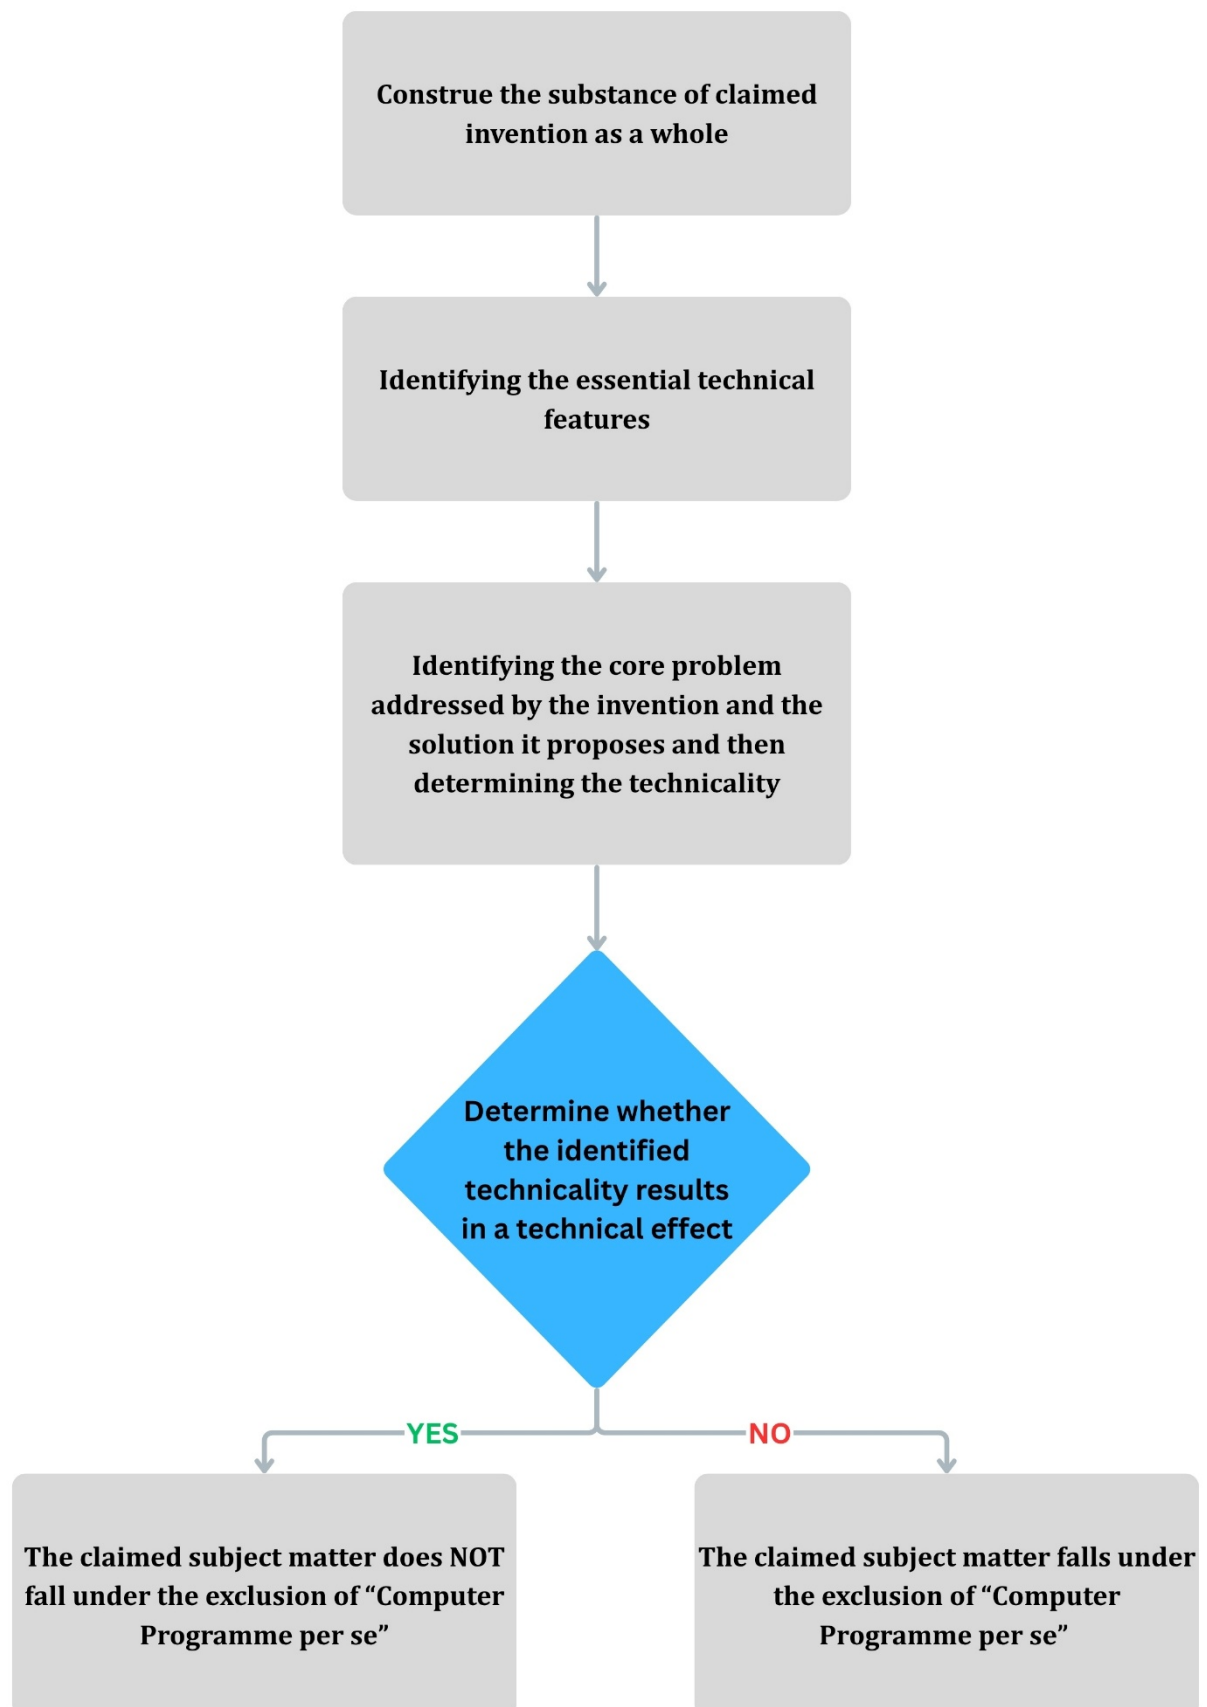 Construe the substance of claimed
invention as a whole
Identifying the essential technical
features
Identifying the core problem
addressed by the invention and the
solution it proposes and then
determining the technicality
Determine whether
the identified
technicality results
in a technical effect
YES
NO
The claimed subject matter does NOT
fall under the exclusion of “Computer
Programme per se”
The claimed subject matter falls under
the exclusion of “Computer
Programme per se”